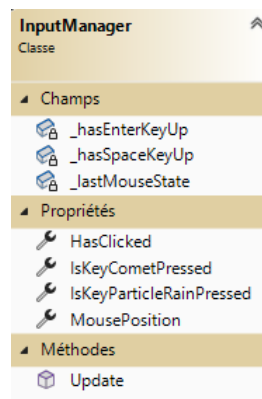 InputManager
Classe
Champs
_hasEnterKeyUp
_hasSpaceKeyUp
_lastMouseState
Propriétés
HasClicked
IsKeyCometPressed
IsKeyParticleRainPressed
MousePosition
Méthodes
Update